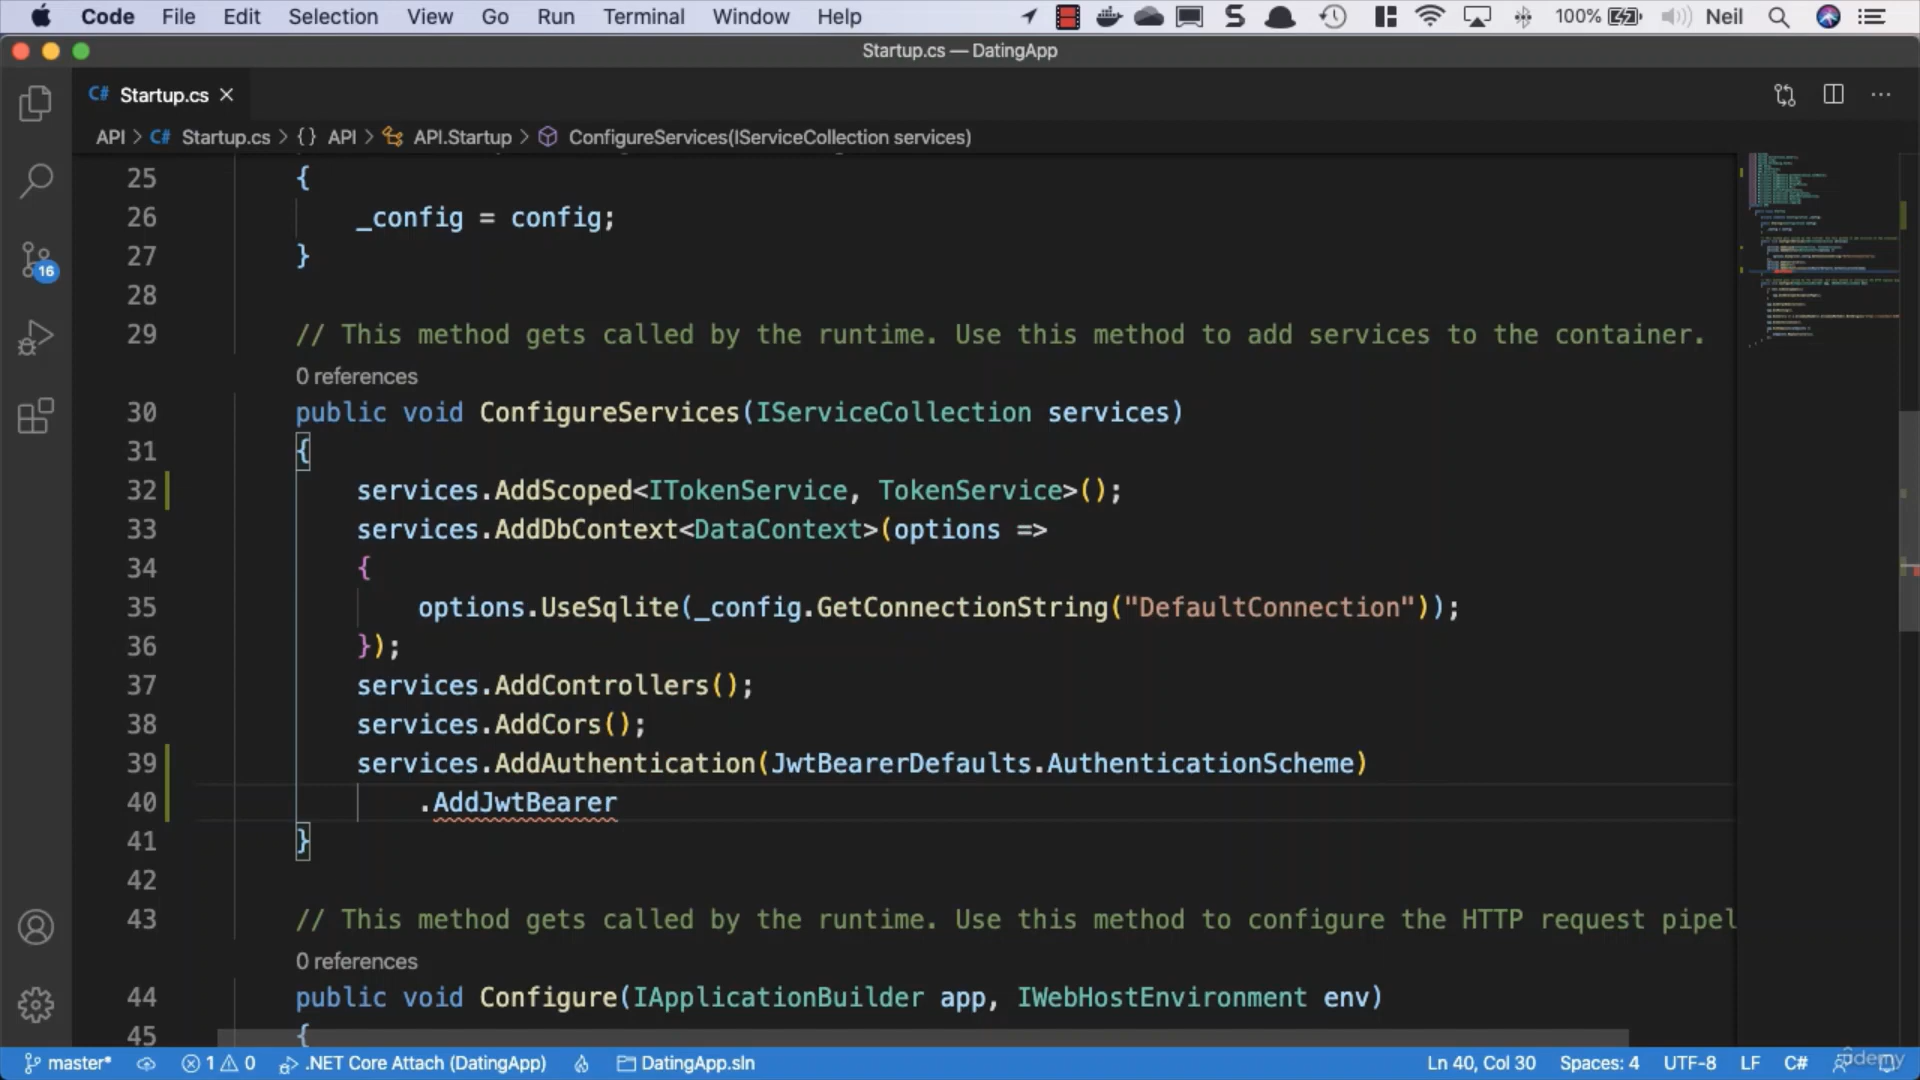 Code File Edit Selection View Go Run Terminal Window Help 100% Neil
Startup.cs — DatingApp
C# Startup.cs
API > C# Startup.cs > {} API > API.Startup > ConfigureServices(IServiceCollection services)
25 {
26 _config = config;
27 }
28
29 // This method gets called by the runtime. Use this method to add services to the container.
0 references
30 public void ConfigureServices(IServiceCollection services)
31 {
32 services.AddScoped<ITokenService, TokenService>();
33 services.AddDbContext<DataContext>(options =>
34 {
35 options.UseSqlite(_config.GetConnectionString("DefaultConnection"));
36 });
37 services.AddControllers();
38 services.AddCors();
39 services.AddAuthentication(JwtBearerDefaults.AuthenticationScheme)
40 .AddJwtBearer
41 }
42
43 // This method gets called by the runtime. Use this method to configure the HTTP request pipel
0 references
44 public void Configure(IApplicationBuilder app, IWebHostEnvironment env)
45 {
16
master* 1 0 .NET Core Attach (DatingApp) DatingApp.sln Ln 40, Col 30 Spaces: 4 UTF-8 LF C#
Udemy